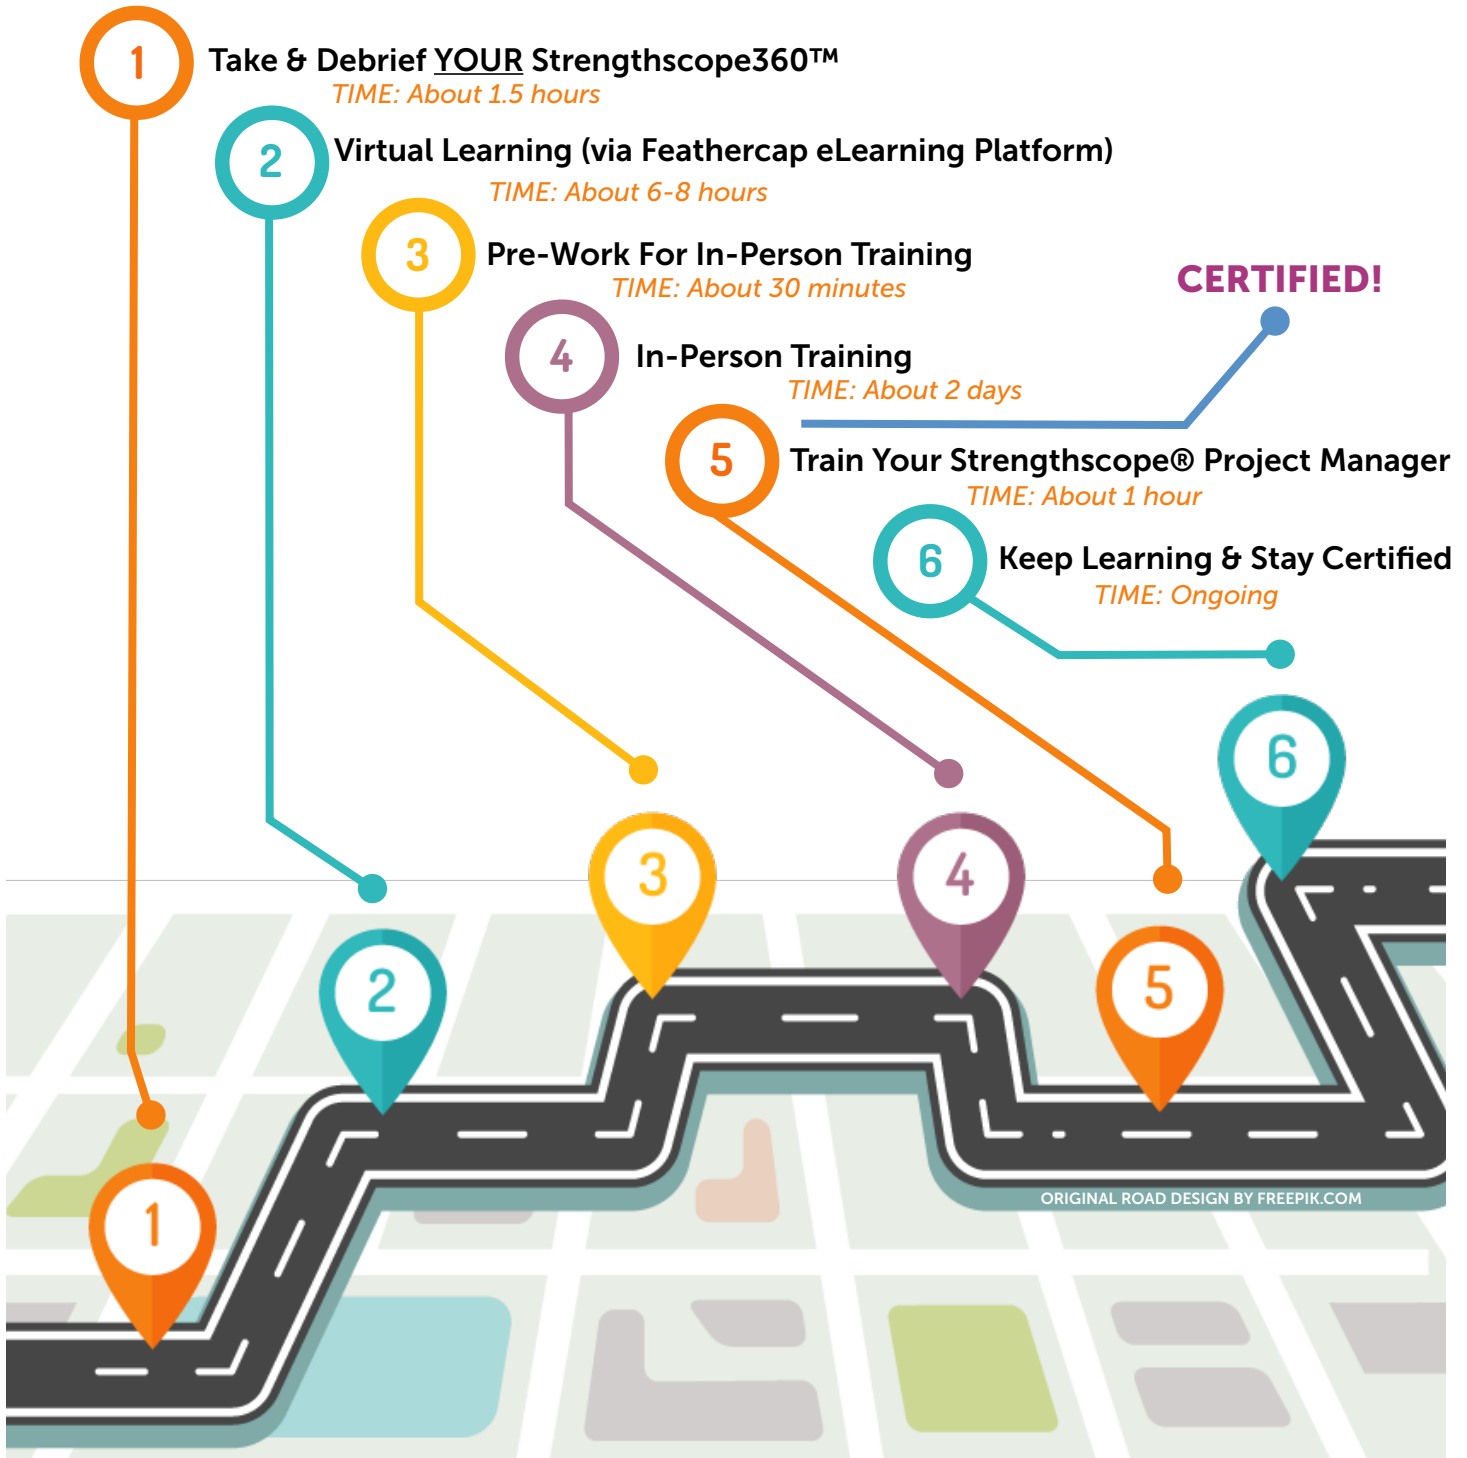 1
Take & Debrief YOUR Strengthscope360™
TIME: About 1.5 hours
2
Virtual Learning (via Feathercap eLearning Platform)
TIME: About 6-8 hours
3
Pre-Work For In-Person Training
TIME: About 30 minutes
CERTIFIED!
4
In-Person Training
TIME: About 2 days
5
Train Your Strengthscope® Project Manager
TIME: About 1 hour
6
Keep Learning & Stay Certified
TIME: Ongoing
6
3
4
2
5
1
ORIGINAL ROAD DESIGN BY FREEPIK.COM